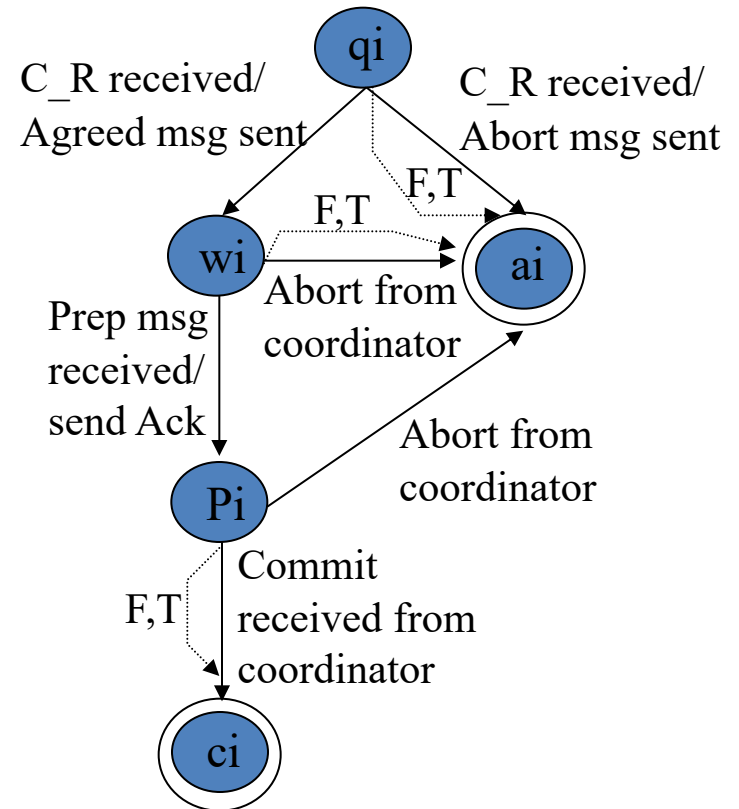 qi
C_R received/
Agreed msg sent
C_R received/
Abort msg sent
F,T
F,T
wi
ai
Abort from
coordinator
Prep msg
received/
send Ack
Abort from
coordinator
Pi
F,T
Commit
received from
coordinator
ci